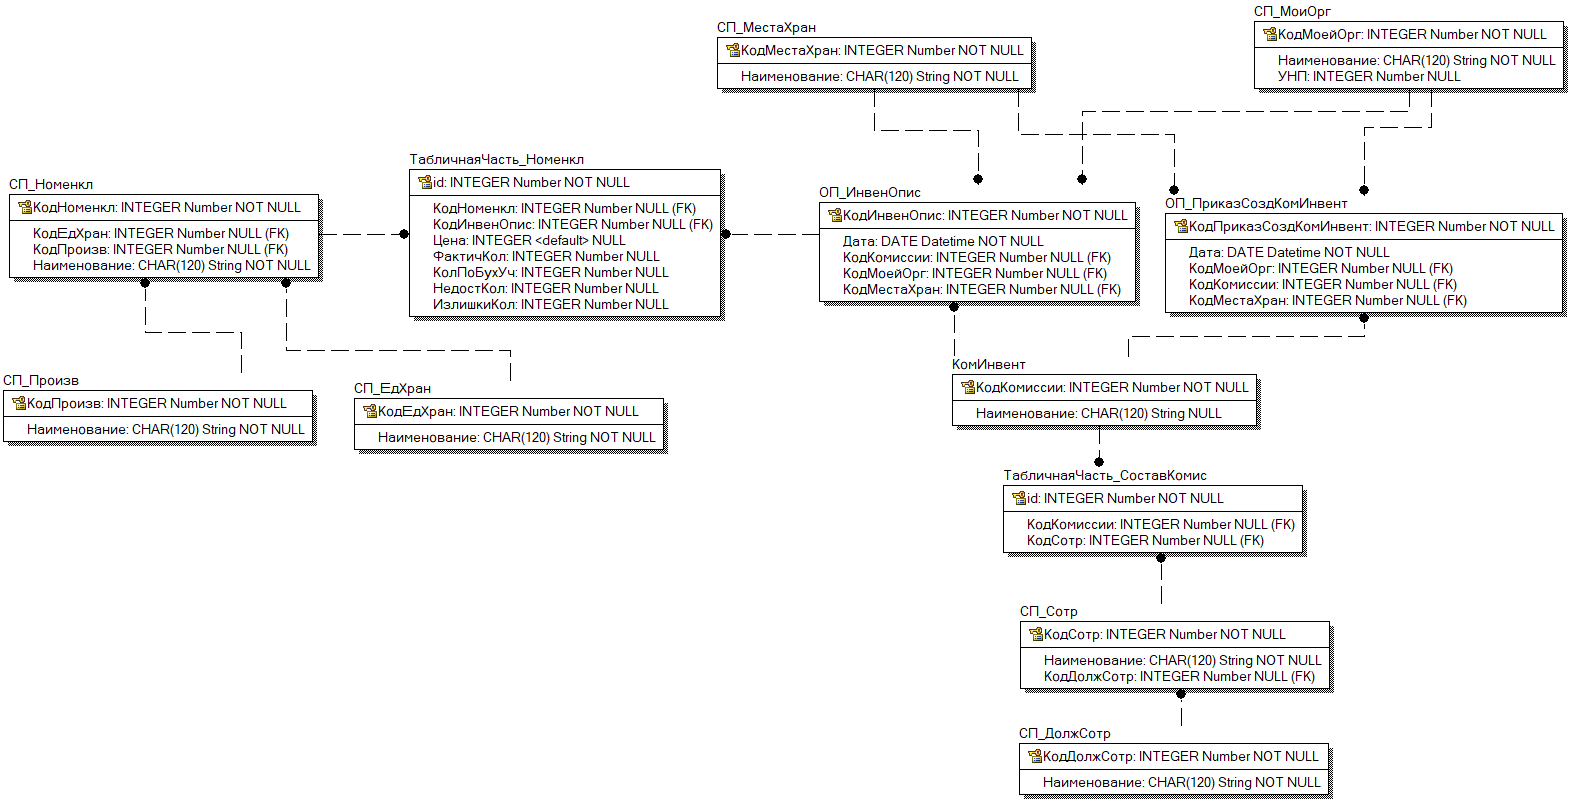 СП_МестаХран
КодМестаХран: INTEGER Number NOT NULL
Наименование: CHAR(120) String NOT NULL
СП_МоиОрг
КодМоейОрг: INTEGER Number NOT NULL
Наименование: CHAR(120) String NOT NULL
УНП: INTEGER Number NULL
СП_Номенкл
КодНоменкл: INTEGER Number NOT NULL
КодЕдХран: INTEGER Number NULL (FK)
КодПроизв: INTEGER Number NULL (FK)
Наименование: CHAR(120) String NOT NULL
ТабличнаяЧасть_Номенкл
id: INTEGER Number NOT NULL
КодНоменкл: INTEGER Number NULL (FK)
КодИнвенОпис: INTEGER Number NULL (FK)
Цена: INTEGER <default> NULL
ФактичКол: INTEGER Number NULL
КолПоБухУч: INTEGER Number NULL
НедостКол: INTEGER Number NULL
ИзлишкиКол: INTEGER Number NULL
ОП_ИнвенОпис
КодИнвенОпис: INTEGER Number NOT NULL
Дата: DATE Datetime NOT NULL
КодКомиссии: INTEGER Number NULL (FK)
КодМоейОрг: INTEGER Number NULL (FK)
КодМестаХран: INTEGER Number NULL (FK)
ОП_ПриказСоздКомИнвент
КодПриказСоздКомИнвент: INTEGER Number NOT NULL
Дата: DATE Datetime NOT NULL
КодМоейОрг: INTEGER Number NULL (FK)
КодКомиссии: INTEGER Number NULL (FK)
КодМестаХран: INTEGER Number NULL (FK)
СП_Произв
КодПроизв: INTEGER Number NOT NULL
Наименование: CHAR(120) String NOT NULL
СП_ЕдХран
КодЕдХран: INTEGER Number NOT NULL
Наименование: CHAR(120) String NOT NULL
КомИнвент
КодКомиссии: INTEGER Number NOT NULL
Наименование: CHAR(120) String NULL
ТабличнаяЧасть_СоставКомис
id: INTEGER Number NOT NULL
КодКомиссии: INTEGER Number NULL (FK)
КодСотр: INTEGER Number NULL (FK)
СП_Сотр
КодСотр: INTEGER Number NOT NULL
Наименование: CHAR(120) String NOT NULL
КодДолжСотр: INTEGER Number NULL (FK)
СП_ДолжСотр
КодДолжСотр: INTEGER Number NOT NULL
Наименование: CHAR(120) String NOT NULL